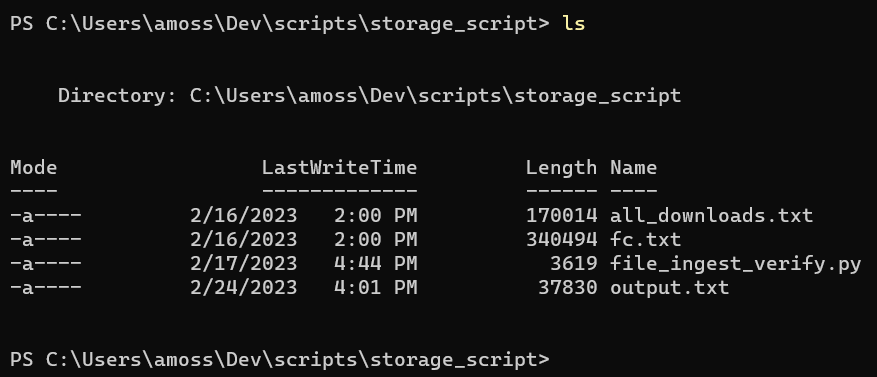 PS C:\Users\amoss\Dev\scripts\storage_script> ls
Directory: C:\Users\amoss\Dev\scripts\storage_script
Mode                 LastWriteTime         Length Name
----                 -------------         ------ ----
-a----         2/16/2023   2:00 PM         170014 all_downloads.txt
-a----         2/16/2023   2:00 PM         340494 fc.txt
-a----         2/17/2023   4:44 PM           3619 file_ingest_verify.py
-a----         2/24/2023   4:01 PM          37830 output.txt
PS C:\Users\amoss\Dev\scripts\storage_script>